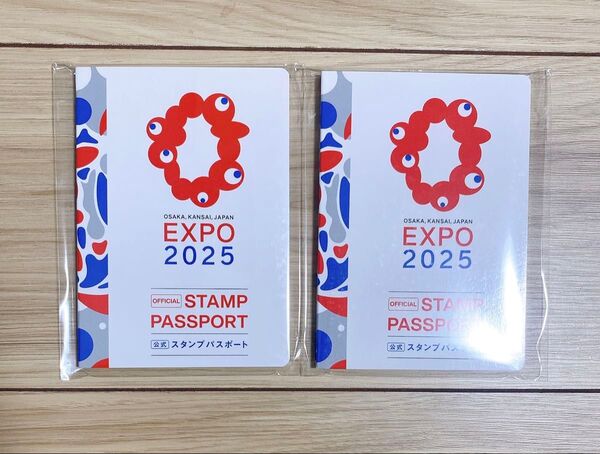 OSAKA, KANSAI, JAPAN
EXPO
2025
OFFICIAL STAMP
PASSPORT
公式 スタンプパスポート
OSAKA, KANSAI, JAPAN
EXPO
2025
OFFICIAL STAMP
PASSPORT
公式 スタンプパス